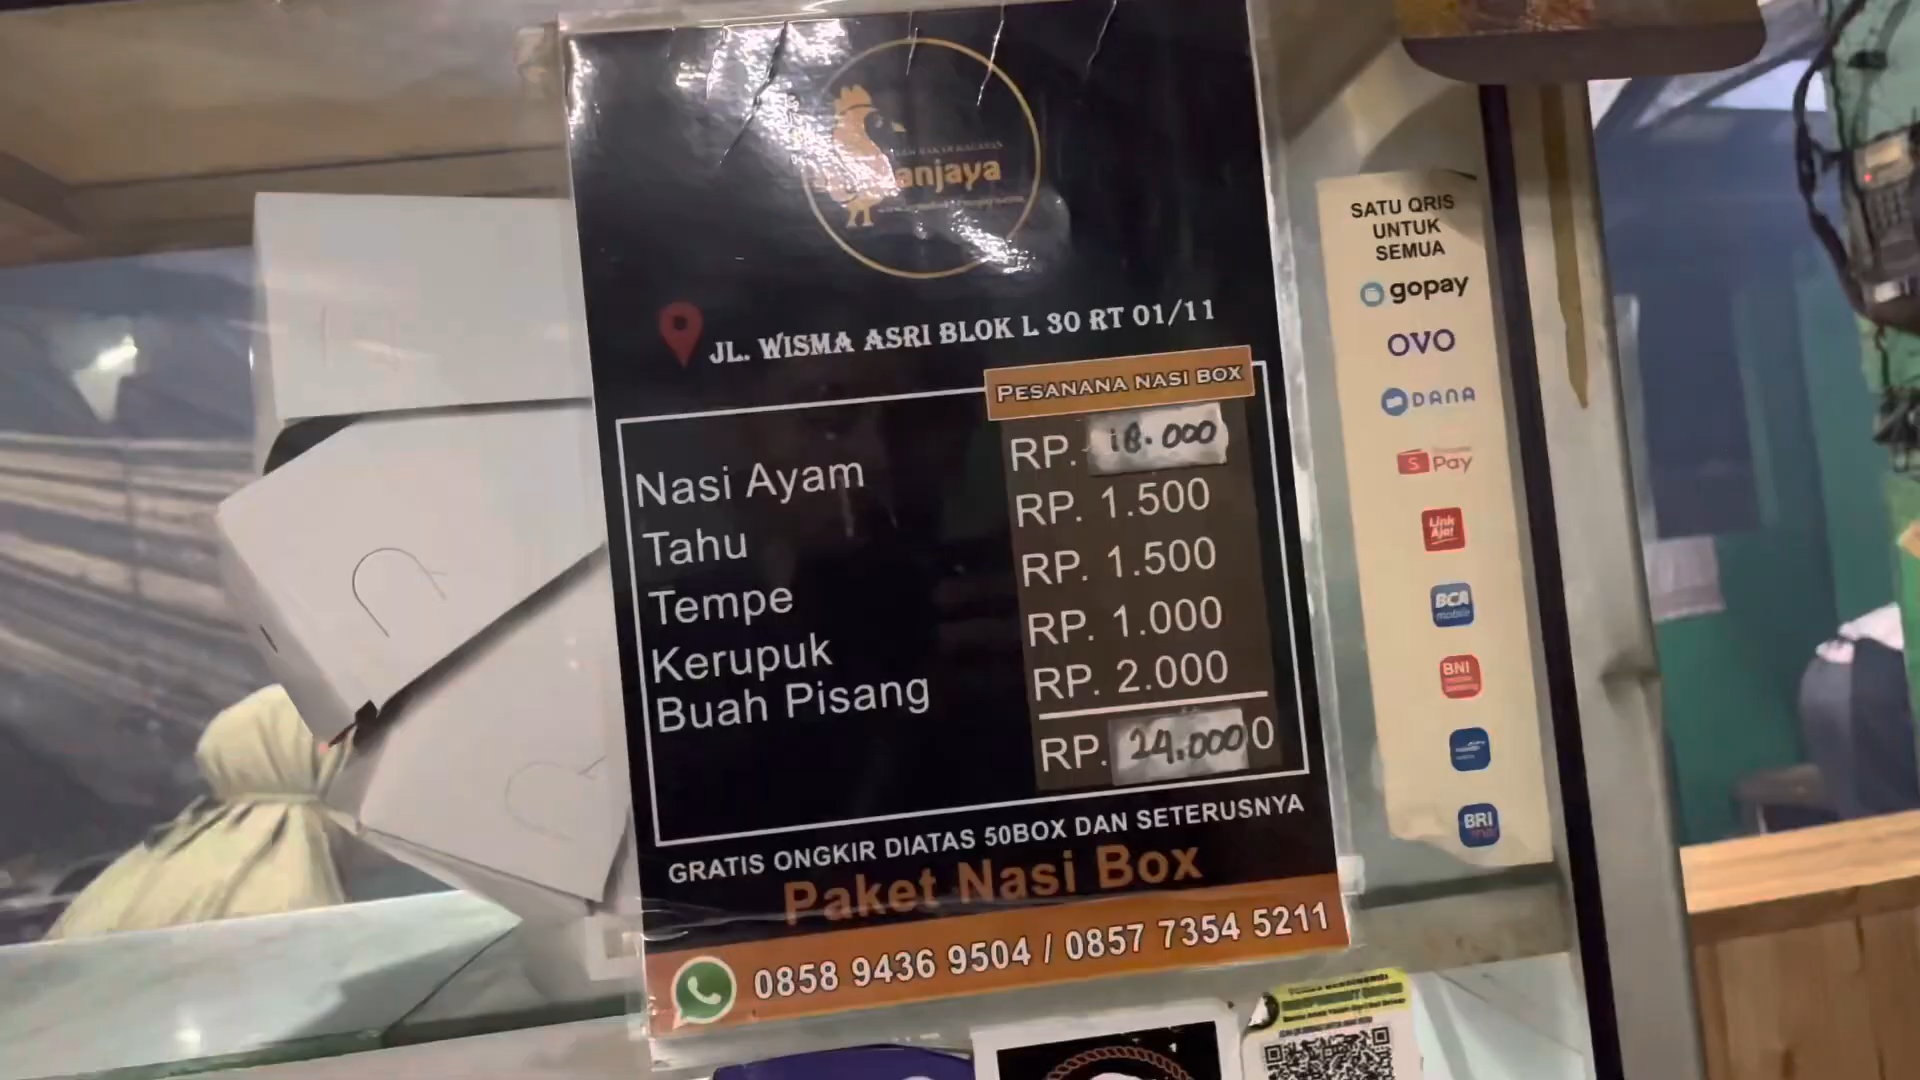 anjaya
JL. WISMA ASRI BLOK L 30 RT 01/11
PESANANA NASI BOX
Nasi Ayam RP. 18.000
Tahu RP. 1.500
Tempe RP. 1.500
Kerupuk RP. 1.000
Buah Pisang RP. 2.000
RP. 24.0000
GRATIS ONGKIR DIATAS 50BOX DAN SETERUSNYA
Paket Nasi Box
0858 9436 9504 / 0857 7354 5211
SATU QRIS
UNTUK
SEMUA
gopay
OVO
DANA
S Pay
Link
Aja!
BCA
mobile
BNI
BRI